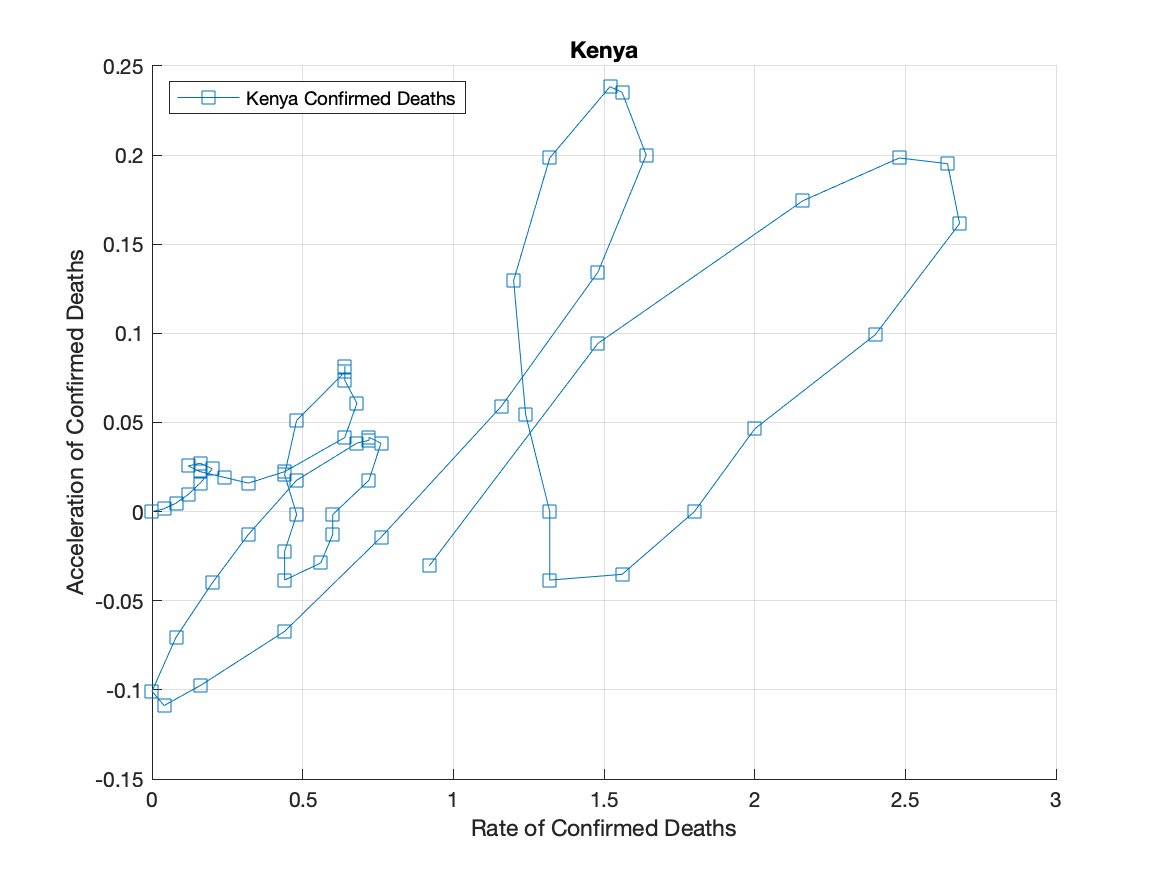 Kenya
Kenya Confirmed Deaths
0.25
0.2
0.15
0.1
0.05
0
-0.05
-0.1
-0.15
Acceleration of Confirmed Deaths
0 0.5 1 1.5 2 2.5 3
Rate of Confirmed Deaths